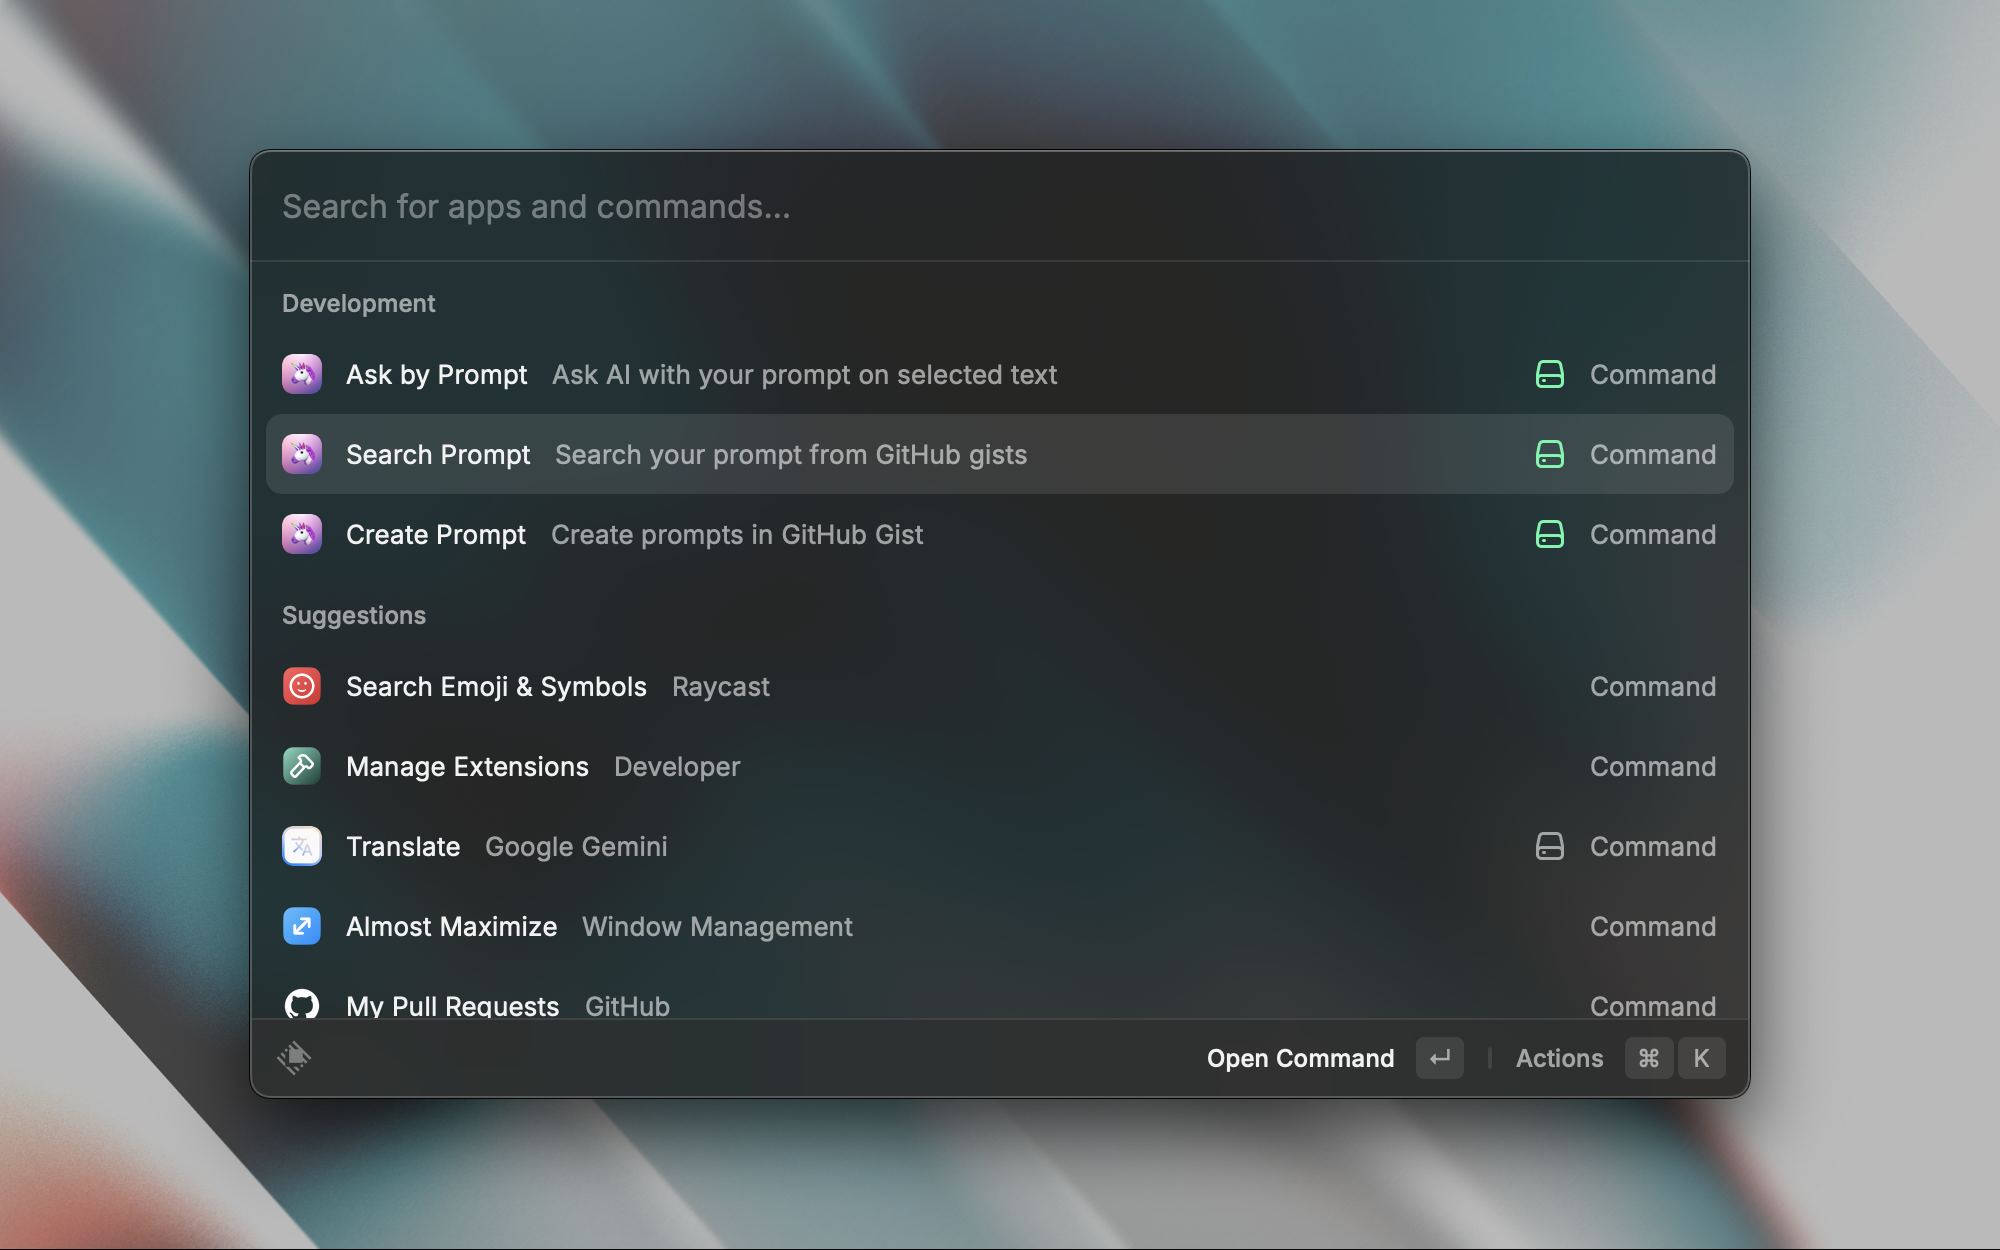 Search for apps and commands...
Development
Ask by Prompt Ask AI with your prompt on selected text Command
Search Prompt Search your prompt from GitHub gists Command
Create Prompt Create prompts in GitHub Gist Command
Suggestions
Search Emoji & Symbols Raycast Command
Manage Extensions Developer Command
Translate Google Gemini Command
Almost Maximize Window Management Command
My Pull Requests GitHub Command
Open Command ↵ Actions ⌘ K